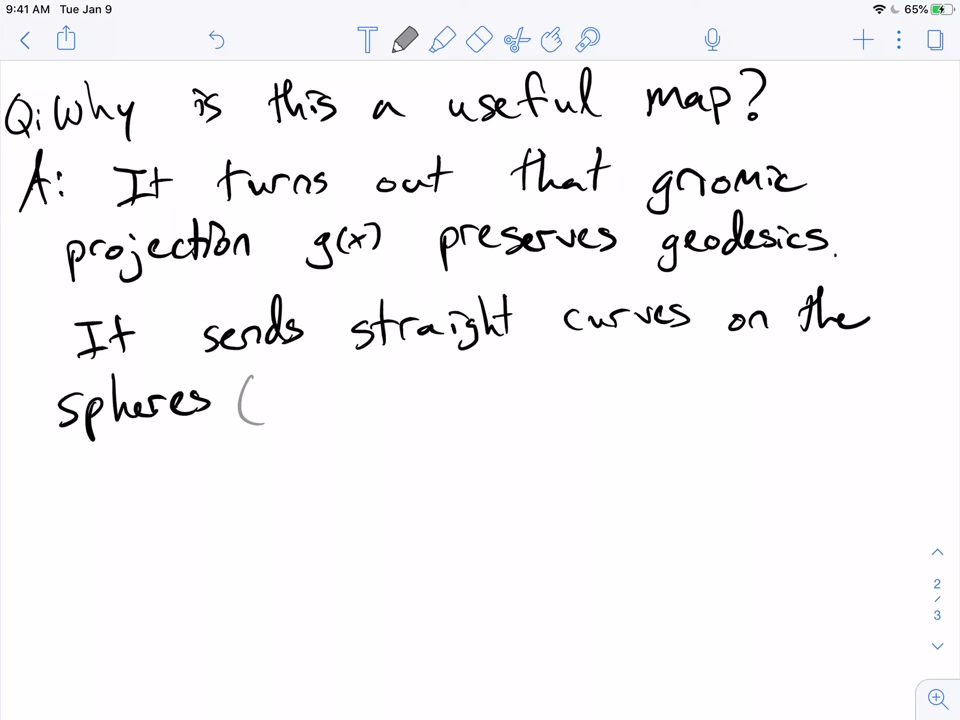 9:41 AM Tue Jan 9
65%
Q: Why is this a useful map?
A: It turns out that gnomic
projection g(x) preserves geodesics.
It sends straight curves on the
spheres (
2
/
3